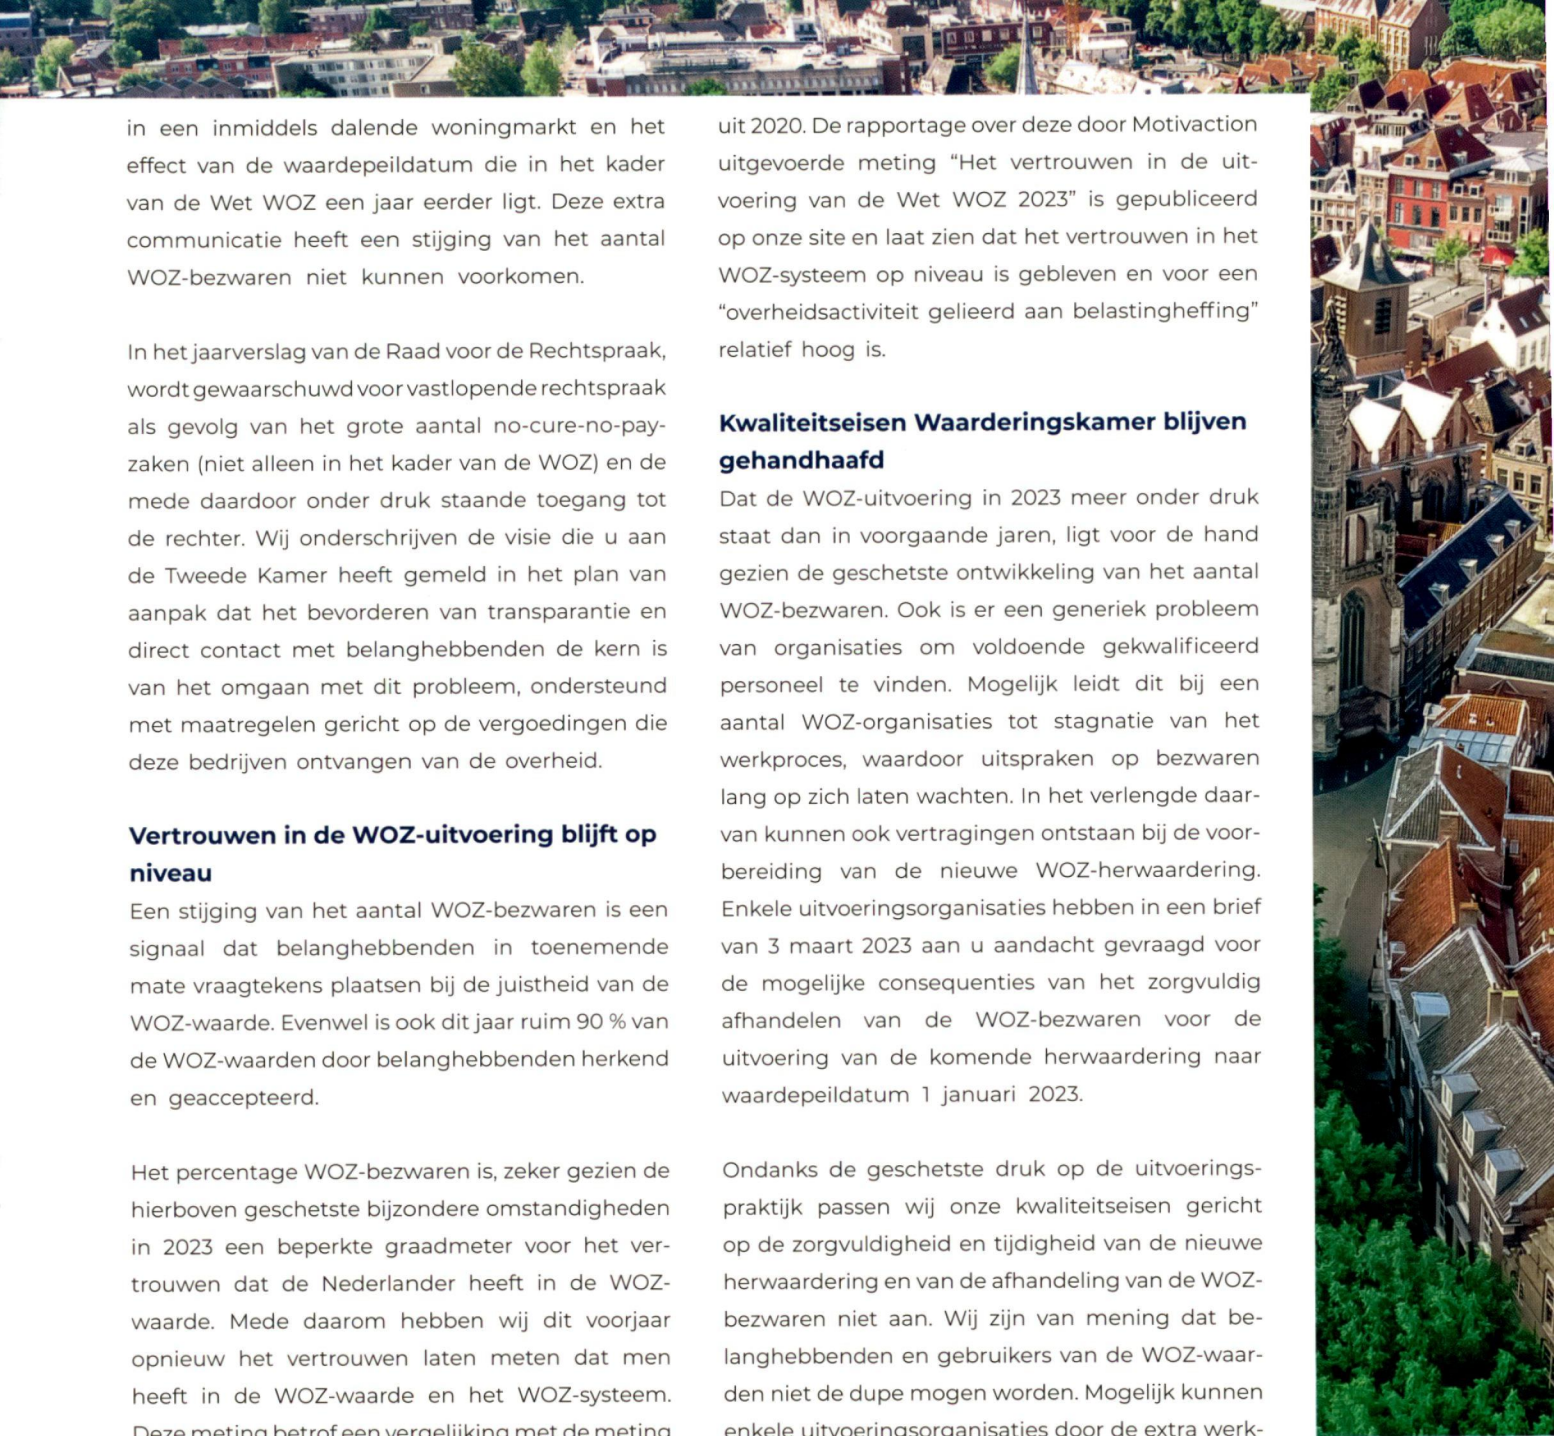 in een inmiddels dalende woningmarkt en het
effect van de waardepeildatum die in het kader
van de Wet WOZ een jaar eerder ligt. Deze extra
communicatie heeft een stijging van het aantal
WOZ-bezwaren niet kunnen voorkomen.
In het jaarverslag van de Raad voor de Rechtspraak,
wordt gewaarschuwd voor vastlopende rechtspraak
als gevolg van het grote aantal no-cure-no-pay-
zaken (niet alleen in het kader van de WOZ) en de
mede daardoor onder druk staande toegang tot
de rechter. Wij onderschrijven de visie die u aan
de Tweede Kamer heeft gemeld in het plan van
aanpak dat het bevorderen van transparantie en
direct contact met belanghebbenden de kern is
van het omgaan met dit probleem, ondersteund
met maatregelen gericht op de vergoedingen die
deze bedrijven ontvangen van de overheid.
Vertrouwen in de WOZ-uitvoering blijft op
niveau
Een stijging van het aantal WOZ-bezwaren is een
signaal dat belanghebbenden in toenemende
mate vraagtekens plaatsen bij de juistheid van de
WOZ-waarde. Evenwel is ook dit jaar ruim 90 % van
de WOZ-waarden door belanghebbenden herkend
en geaccepteerd.
Het percentage WOZ-bezwaren is, zeker gezien de
hierboven geschetste bijzondere omstandigheden
in 2023 een beperkte graadmeter voor het ver-
trouwen dat de Nederlander heeft in de WOZ-
waarde. Mede daarom hebben wij dit voorjaar
opnieuw het vertrouwen laten meten dat men
heeft in de WOZ-waarde en het WOZ-systeem.
Deze meting betrof een vergelijking met de meting
uit 2020. De rapportage over deze door Motivaction
uitgevoerde meting “Het vertrouwen in de uit-
voering van de Wet WOZ 2023” is gepubliceerd
op onze site en laat zien dat het vertrouwen in het
WOZ-systeem op niveau is gebleven en voor een
“overheidsactiviteit gelieerd aan belastingheffing”
relatief hoog is.
Kwaliteitseisen Waarderingskamer blijven
gehandhaafd
Dat de WOZ-uitvoering in 2023 meer onder druk
staat dan in voorgaande jaren, ligt voor de hand
gezien de geschetste ontwikkeling van het aantal
WOZ-bezwaren. Ook is er een generiek probleem
van organisaties om voldoende gekwalificeerd
personeel te vinden. Mogelijk leidt dit bij een
aantal WOZ-organisaties tot stagnatie van het
werkproces, waardoor uitspraken op bezwaren
lang op zich laten wachten. In het verlengde daar-
van kunnen ook vertragingen ontstaan bij de voor-
bereiding van de nieuwe WOZ-herwaardering.
Enkele uitvoeringsorganisaties hebben in een brief
van 3 maart 2023 aan u aandacht gevraagd voor
de mogelijke consequenties van het zorgvuldig
afhandelen van de WOZ-bezwaren voor de
uitvoering van de komende herwaardering naar
waardepeildatum 1 januari 2023.
Ondanks de geschetste druk op de uitvoerings-
praktijk passen wij onze kwaliteitseisen gericht
op de zorgvuldigheid en tijdigheid van de nieuwe
herwaardering en van de afhandeling van de WOZ-
bezwaren niet aan. Wij zijn van mening dat be-
langhebbenden en gebruikers van de WOZ-waar-
den niet de dupe mogen worden. Mogelijk kunnen
enkele uitvoeringsorganisaties door de extra werk-